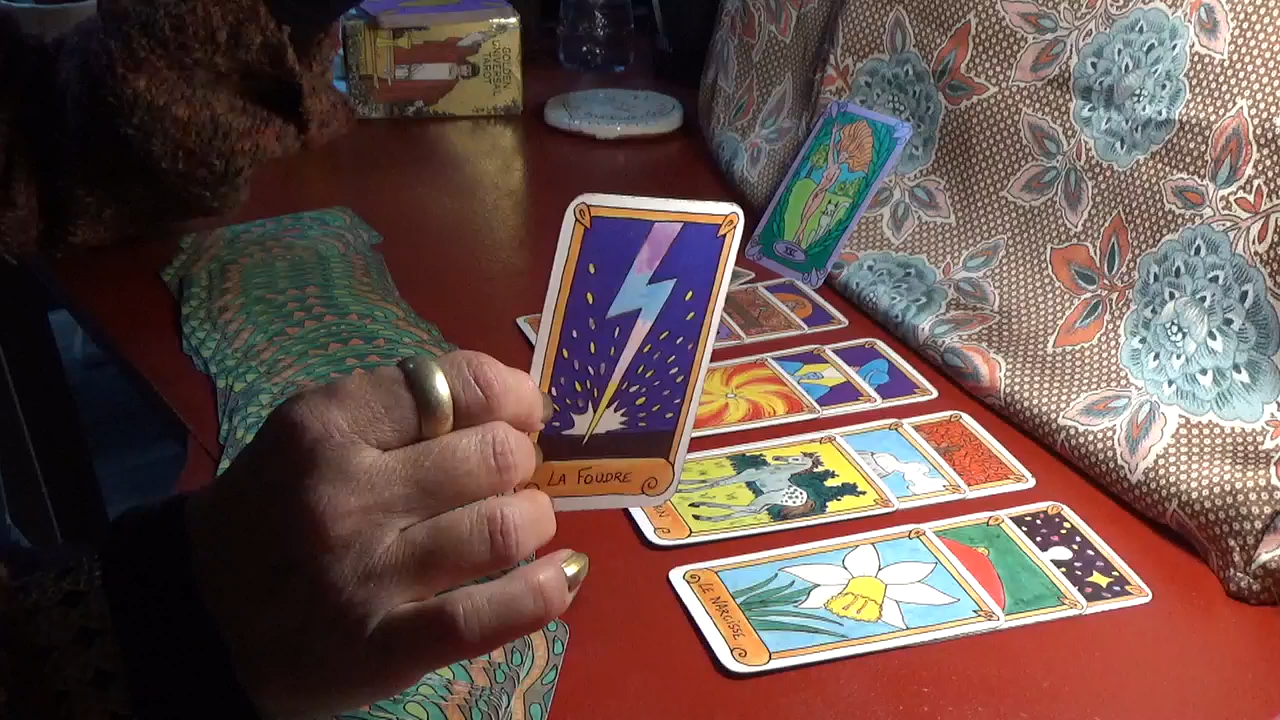 GOLDEN
UNIVERSAL
TAROT
LA FOUDRE
LE NARCISSE